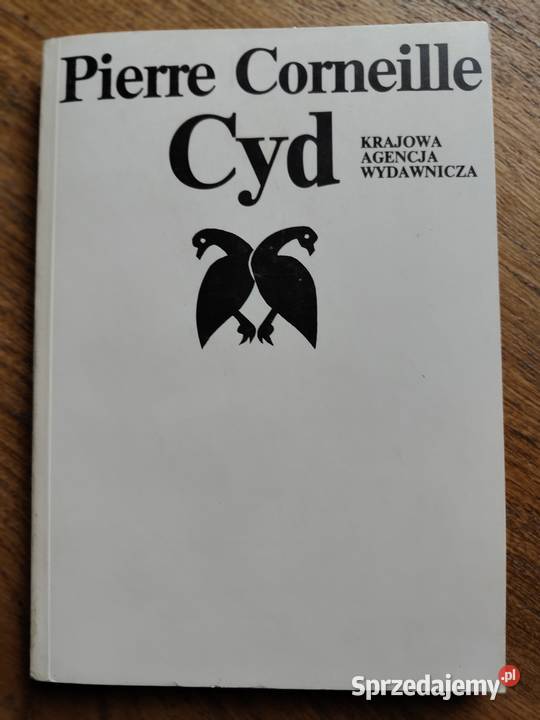 Pierre Corneille
Cyd
KRAJOWA
AGENCJA
WYDAWNICZA
Sprzedajemy.pl